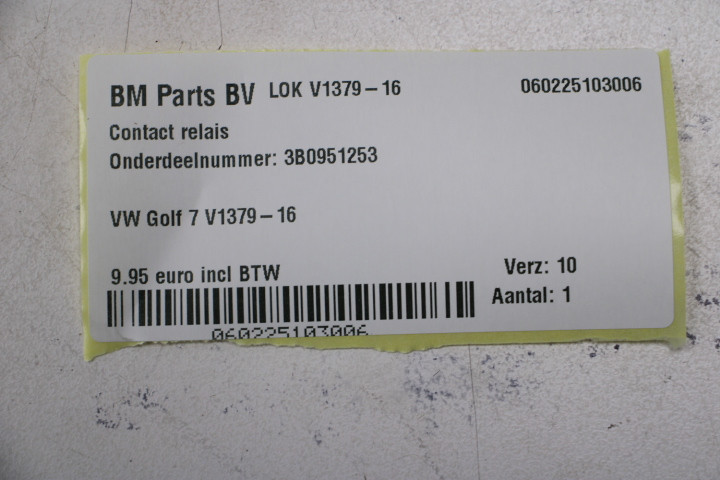 BM Parts BV LOK V1379-16 060225103006
Contact relais
Onderdeelnummer: 3B0951253
VW Golf 7 V1379-16
9.95 euro incl BTW
Verz: 10
Aantal: 1
060225103006